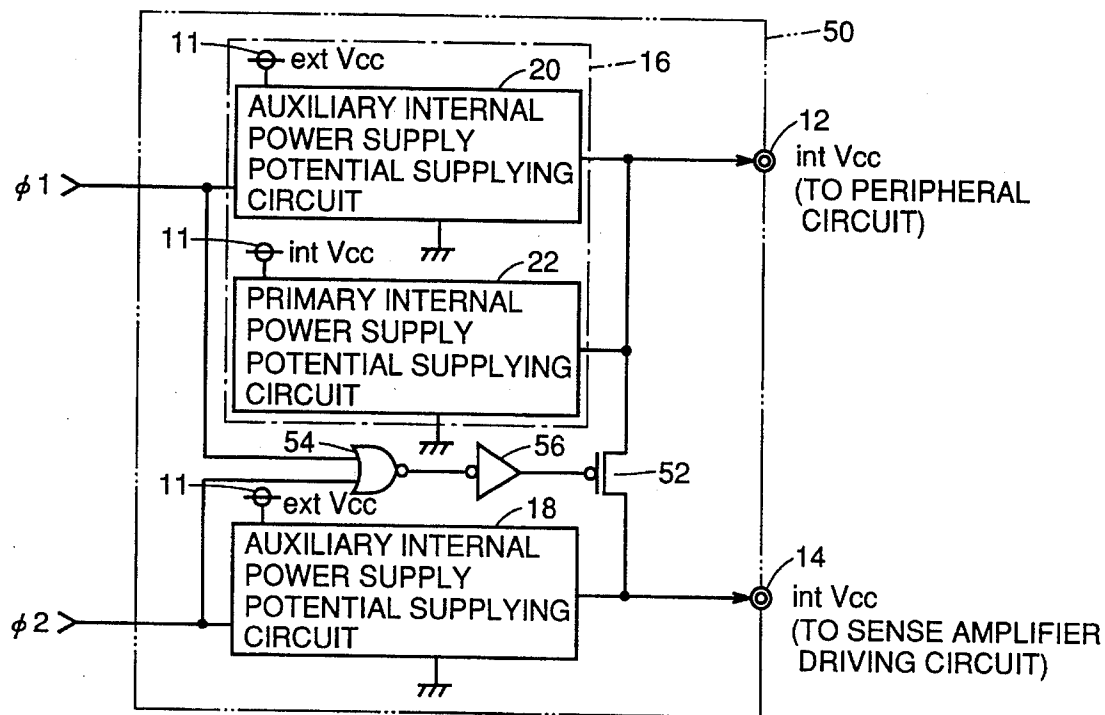 50
11
ext Vcc
20
16
AUXILIARY INTERNAL
POWER SUPPLY
POTENTIAL SUPPLYING
CIRCUIT
12
int Vcc
(TO PERIPHERAL
CIRCUIT)
ϕ1
11
int Vcc
22
PRIMARY INTERNAL
POWER SUPPLY
POTENTIAL SUPPLYING
CIRCUIT
54
56
52
11
ext Vcc
18
AUXILIARY INTERNAL
POWER SUPPLY
POTENTIAL SUPPLYING
CIRCUIT
14
int Vcc
(TO SENSE AMPLIFIER
DRIVING CIRCUIT)
ϕ2